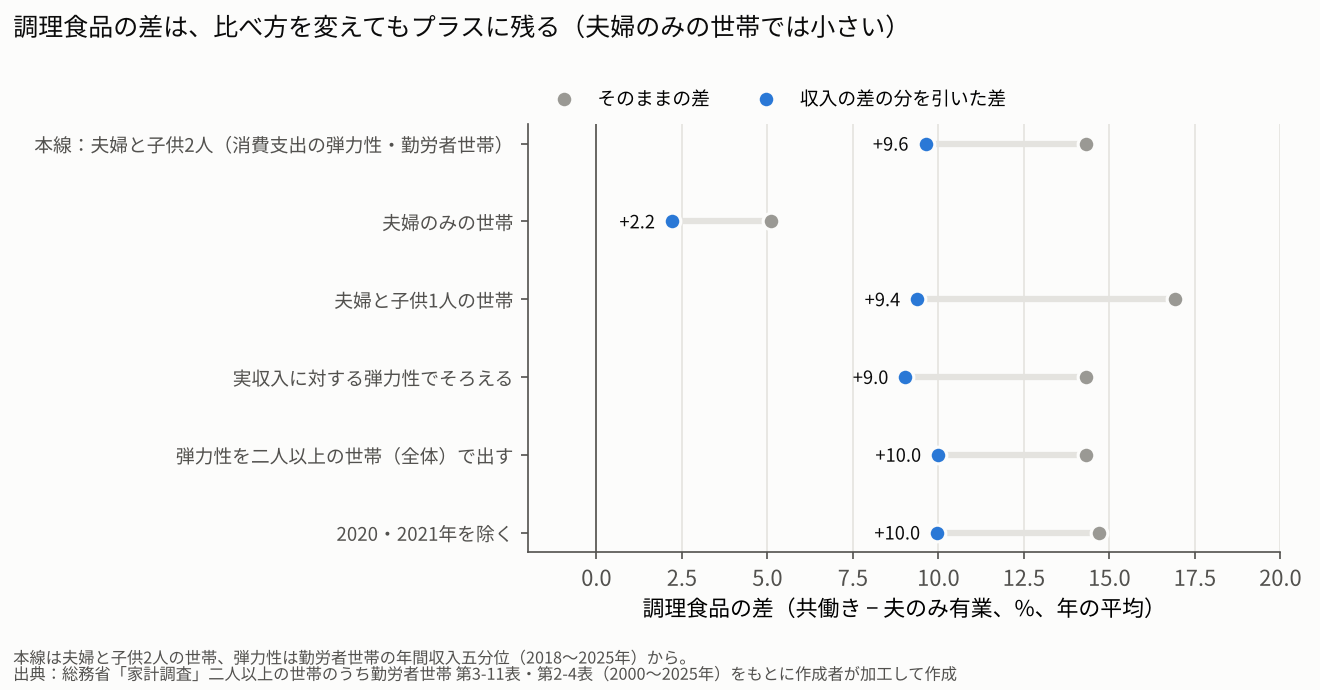 調理食品の差は、比べ方を変えてもプラスに残る（夫婦のみの世帯では小さい）
そのままの差
収入の差の分を引いた差
本線：夫婦と子供2人（消費支出の弾力性・勤労者世帯）
+9.6
夫婦のみの世帯
+2.2
夫婦と子供1人の世帯
+9.4
実収入に対する弾力性でそろえる
+9.0
弾力性を二人以上の世帯（全体）で出す
+10.0
2020・2021年を除く
+10.0
0.0 2.5 5.0 7.5 10.0 12.5 15.0 17.5 20.0
調理食品の差（共働き − 夫のみ有業、%、年の平均）
本線は夫婦と子供2人の世帯、弾力性は勤労者世帯の年間収入五分位（2018〜2025年）から。
出典：総務省「家計調査」二人以上の世帯のうち勤労者世帯 第3-11表・第2-4表（2000〜2025年）をもとに作成者が加工して作成